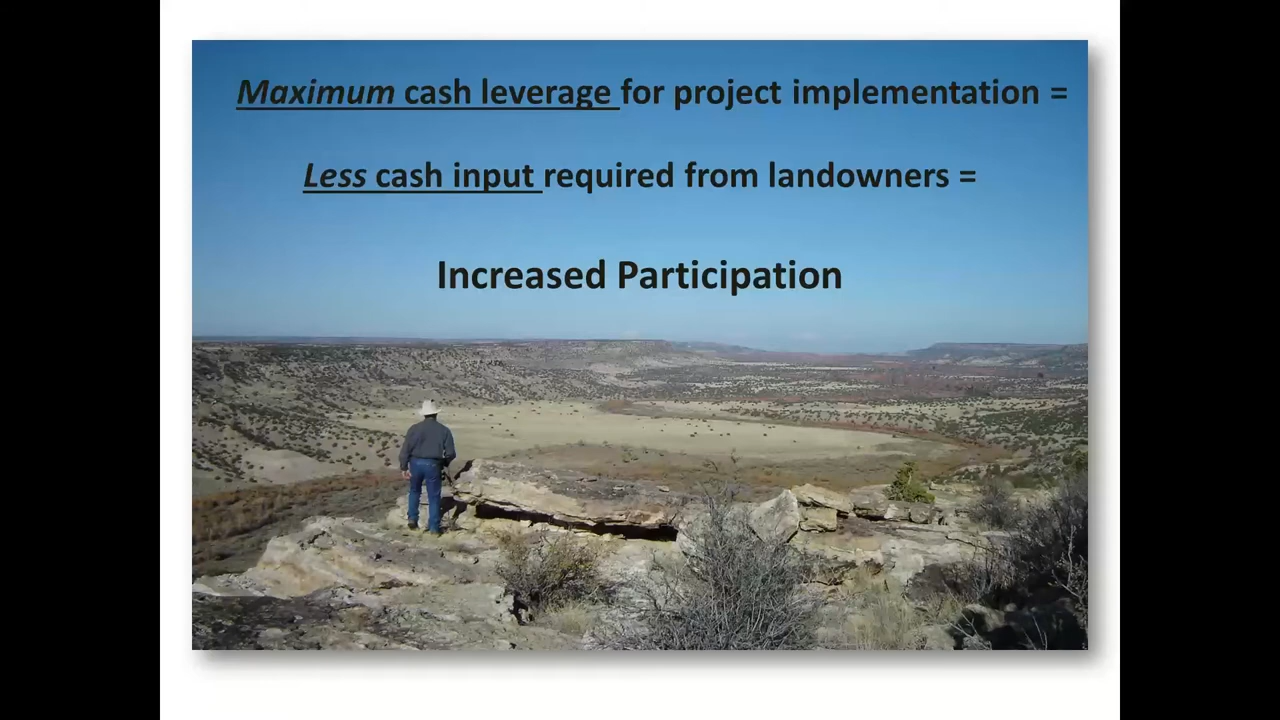 Maximum cash leverage for project implementation =
Less cash input required from landowners =
Increased Participation